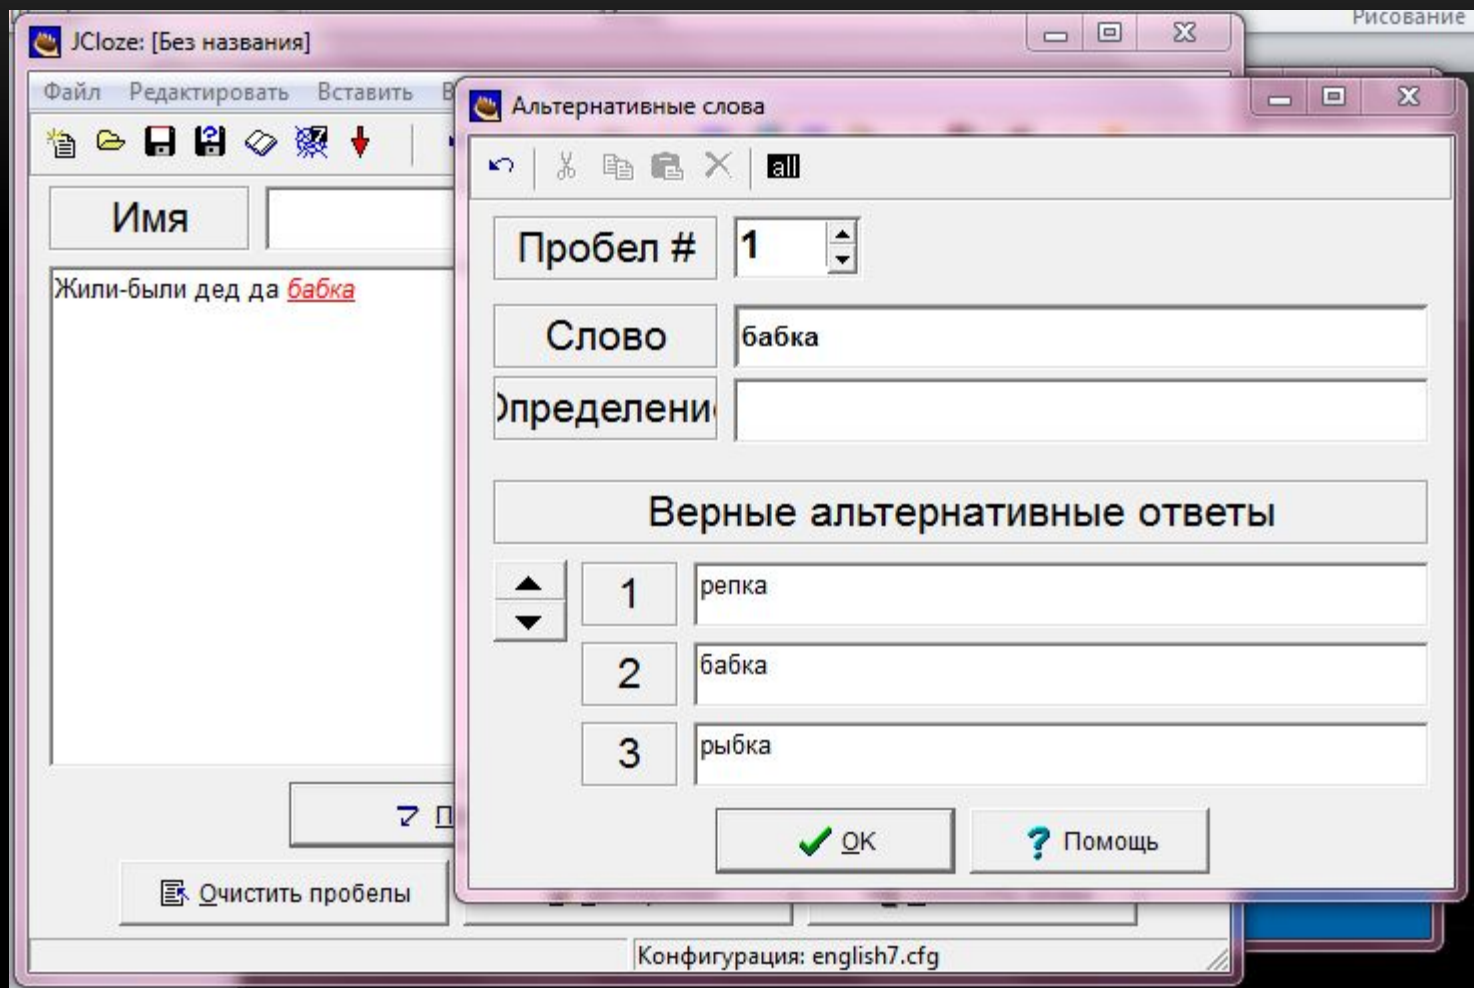 Рисование
JCloze: [Без названия]
Файл Редактировать Вставить
Имя
Жили-были дед да бабка
Очистить пробелы
Конфигурация: english7.cfg
Альтернативные слова
all
Пробел # 1
Слово бабка
Определение
Верные альтернативные ответы
1 репка
2 бабка
3 рыбка
OK Помощь